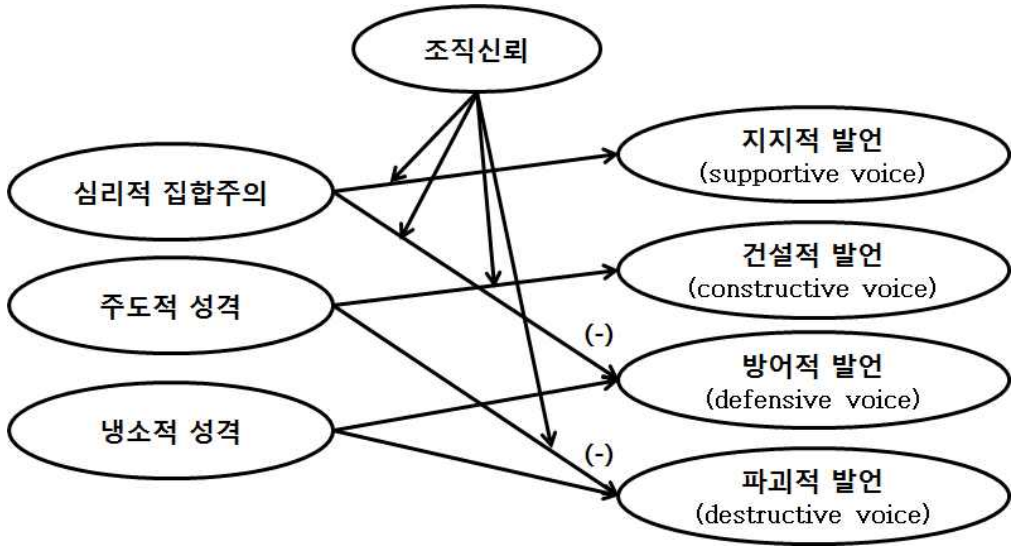 조직신뢰
심리적 집합주의
주도적 성격
냉소적 성격
지지적 발언
(supportive voice)
건설적 발언
(constructive voice)
(-)
방어적 발언
(defensive voice)
(-)
파괴적 발언
(destructive voice)